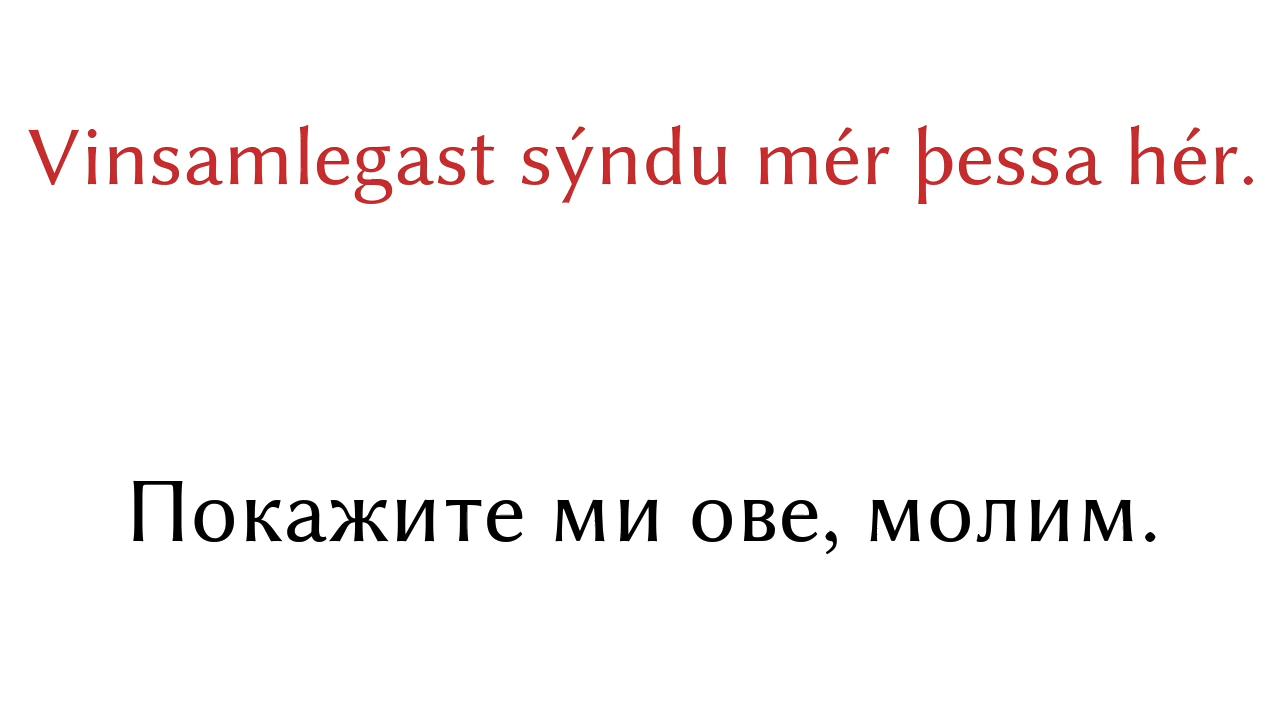 Vinsamlegast sýndu mér þessa hér.
Покажите ми ове, молим.